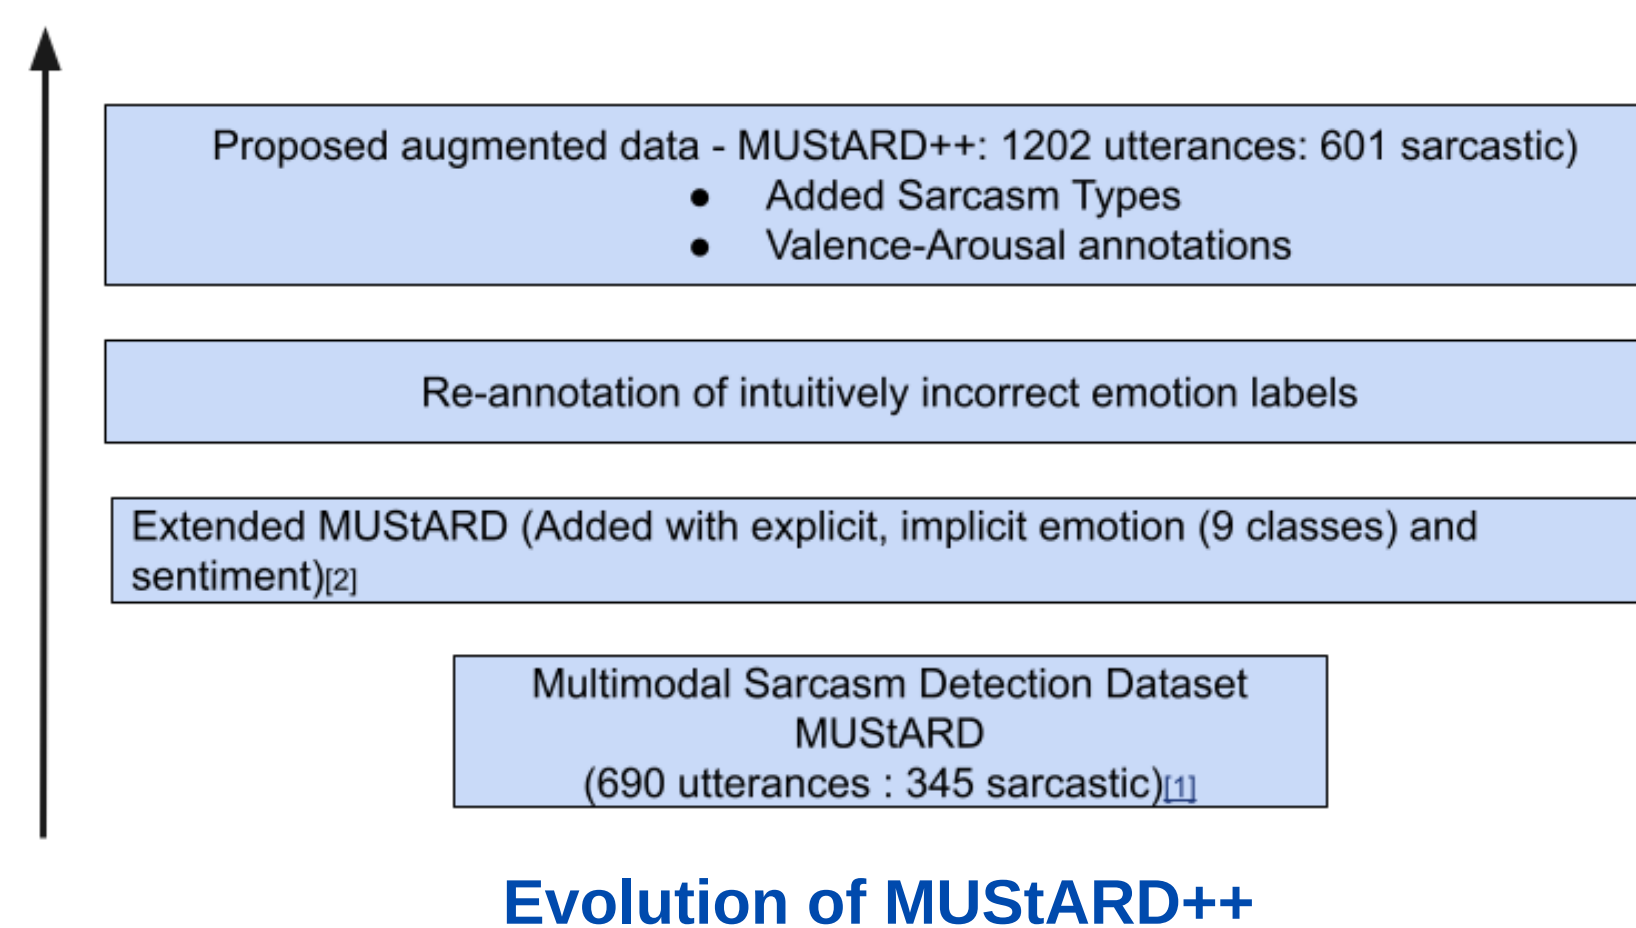 Proposed augmented data - MUStARD++: 1202 utterances: 601 sarcastic)
● Added Sarcasm Types
● Valence-Arousal annotations
Re-annotation of intuitively incorrect emotion labels
Extended MUStARD (Added with explicit, implicit emotion (9 classes) and
sentiment)[2]
Multimodal Sarcasm Detection Dataset
MUStARD
(690 utterances : 345 sarcastic)[1]
Evolution of MUStARD++